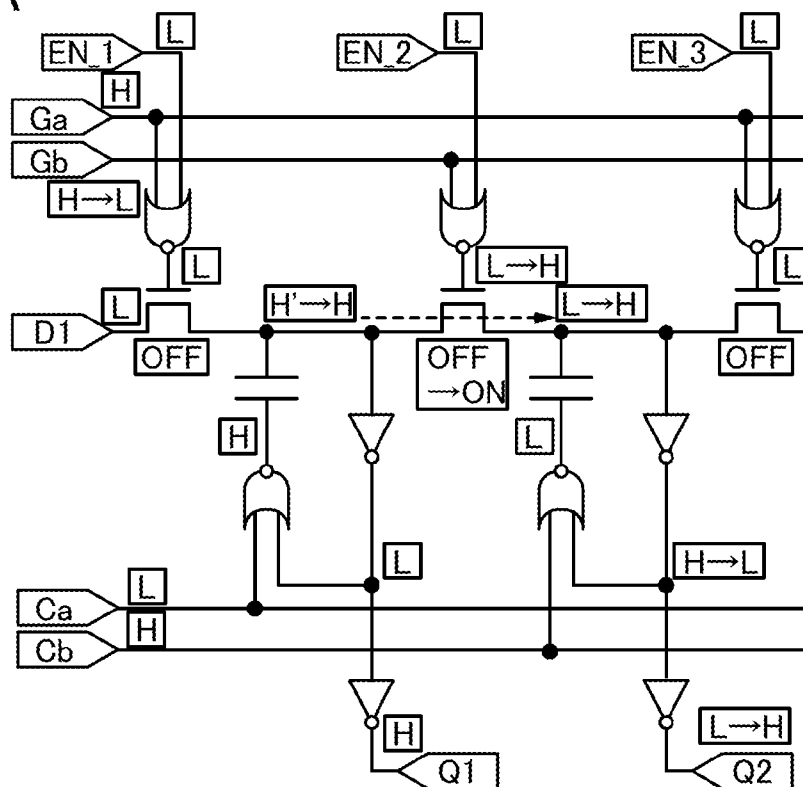 L
L
L
EN_1
EN_2
EN_3
H
Ga
Gb
H→L
L
L→H
L
L
H'→H
L→H
D1
OFF
OFF
→ON
OFF
H
L
L
H→L
L
Ca
H
Cb
H
L→H
Q1
Q2